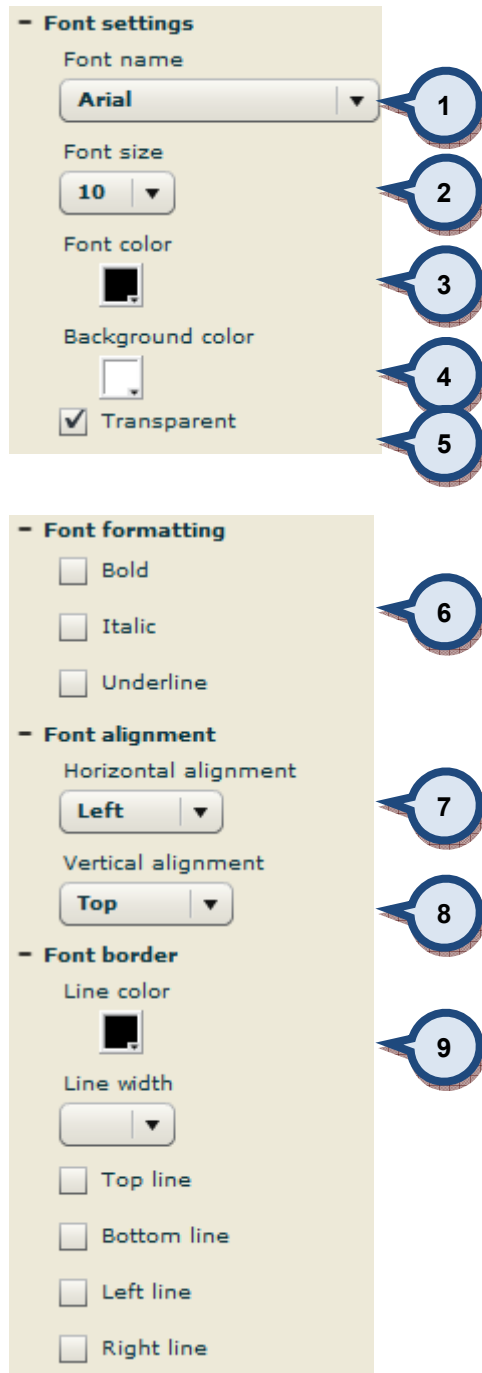 Font settings
Font name
Arial
1
Font size
10
2
Font color
3
Background color
4
Transparent
5
Font formatting
Bold
Italic
6
Underline
Font alignment
Horizontal alignment
Left
7
Vertical alignment
Top
8
Font border
Line color
9
Line width
Top line
Bottom line
Left line
Right line